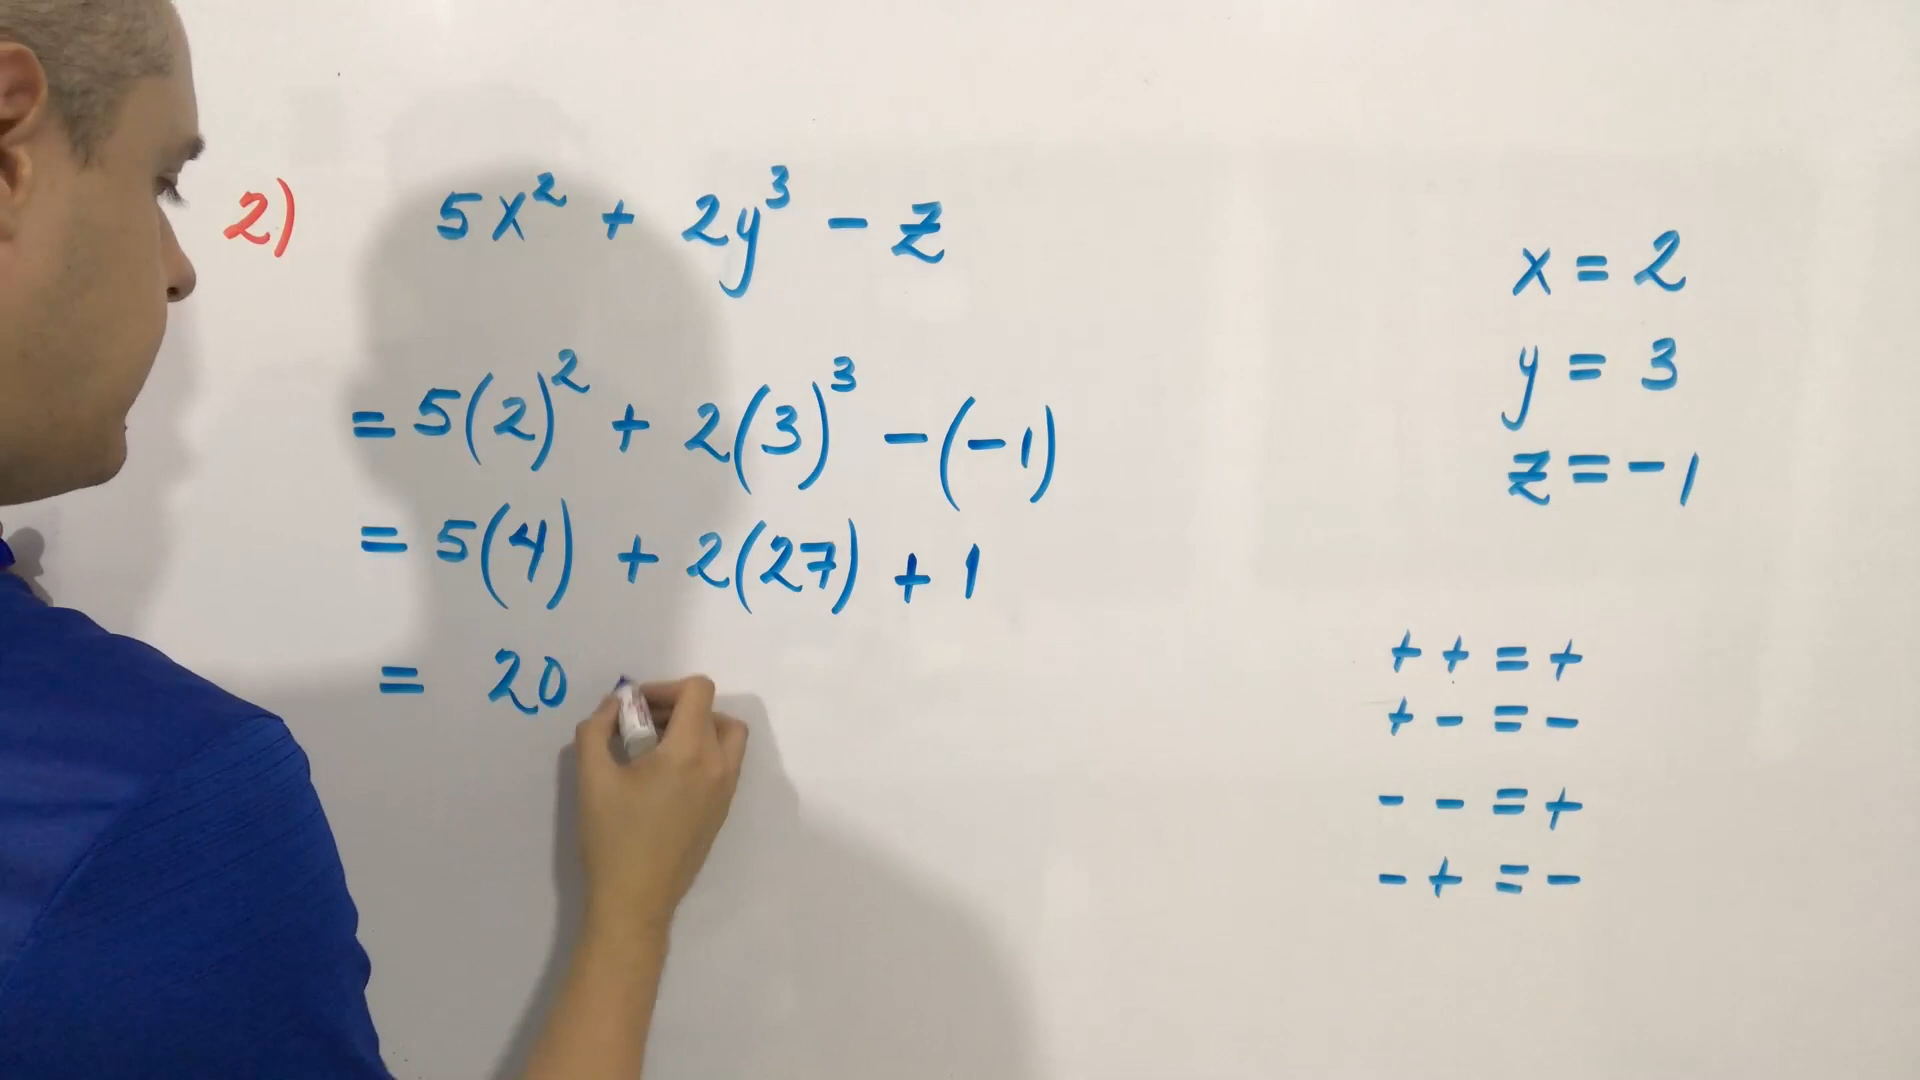 2) 5x² + 2y³ - z
= 5(2)² + 2(3)³ - (-1)
= 5(4) + 2(27) + 1
= 20
x = 2
y = 3
z = -1
+ + = +
+ - = -
- - = +
- + = -